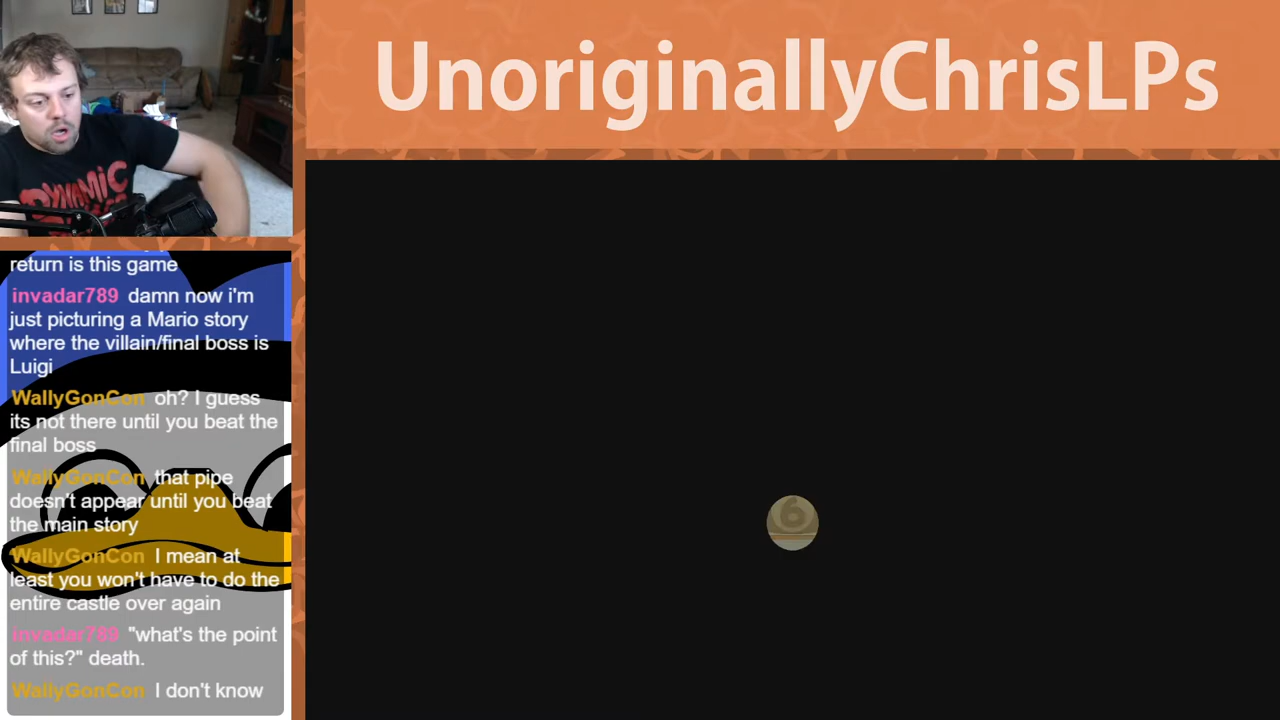 UnoriginallyChrisLPs
DYNAMIC
return is this game
invadar789 damn now i'm
just picturing a Mario story
where the villain/final boss is
Luigi
WallyGonCon oh? I guess
its not there until you beat the
final boss
WallyGonCon that pipe
doesn't appear until you beat
the main story
WallyGonCon I mean at
least you won't have to do the
entire castle over again
invadar789 "what's the point
of this?" death.
WallyGonCon I don't know
6